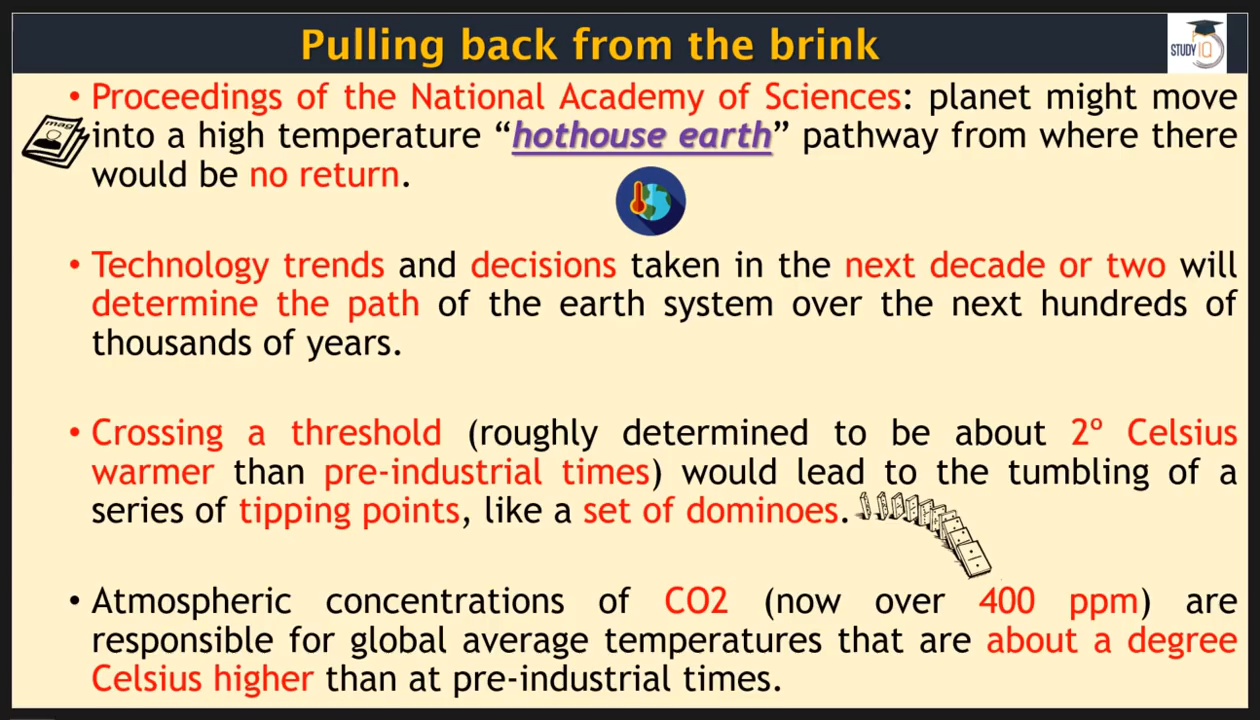 Pulling back from the brink
STUDY IQ
• Proceedings of the National Academy of Sciences: planet might move
mag
into a high temperature “hothouse earth” pathway from where there
would be no return.
• Technology trends and decisions taken in the next decade or two will
determine the path of the earth system over the next hundreds of
thousands of years.
• Crossing a threshold (roughly determined to be about 2º Celsius
warmer than pre-industrial times) would lead to the tumbling of a
series of tipping points, like a set of dominoes.
• Atmospheric concentrations of CO2 (now over 400 ppm) are
responsible for global average temperatures that are about a degree
Celsius higher than at pre-industrial times.